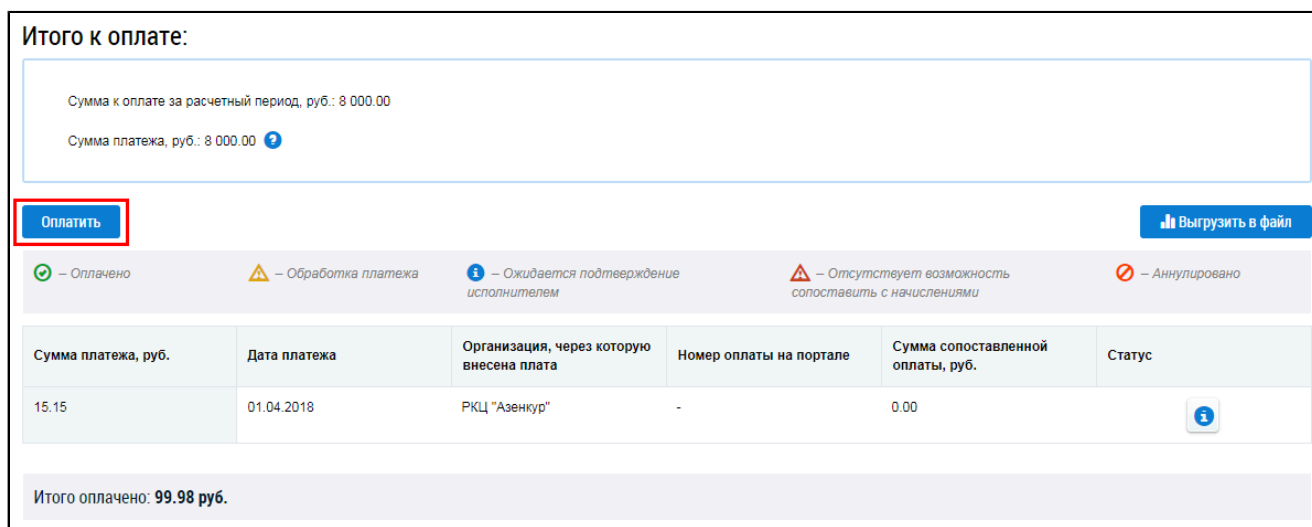 Итого к оплате:
Сумма к оплате за расчетный период, руб.: 8 000.00
Сумма платежа, руб.: 8 000.00 ?
Оплатить
Выгрузить в файл
– Оплачено
– Обработка платежа
– Ожидается подтверждение
исполнителем
– Отсутствует возможность
сопоставить с начислениями
– Аннулировано
Сумма платежа, руб.
Дата платежа
Организация, через которую
внесена плата
Номер оплаты на портале
Сумма сопоставленной
оплаты, руб.
Статус
15.15
01.04.2018
РКЦ "Азенкур"
-
0.00
Итого оплачено: 99.98 руб.